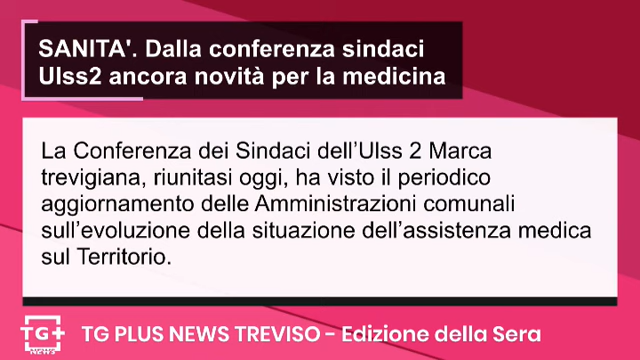 SANITA'. Dalla conferenza sindaci
Ulss2 ancora novità per la medicina
La Conferenza dei Sindaci dell'Ulss 2 Marca
trevigiana, riunitasi oggi, ha visto il periodico
aggiornamento delle Amministrazioni comunali
sull'evoluzione della situazione dell'assistenza medica
sul Territorio.
TG+
NEWS
TG PLUS NEWS TREVISO - Edizione della Sera